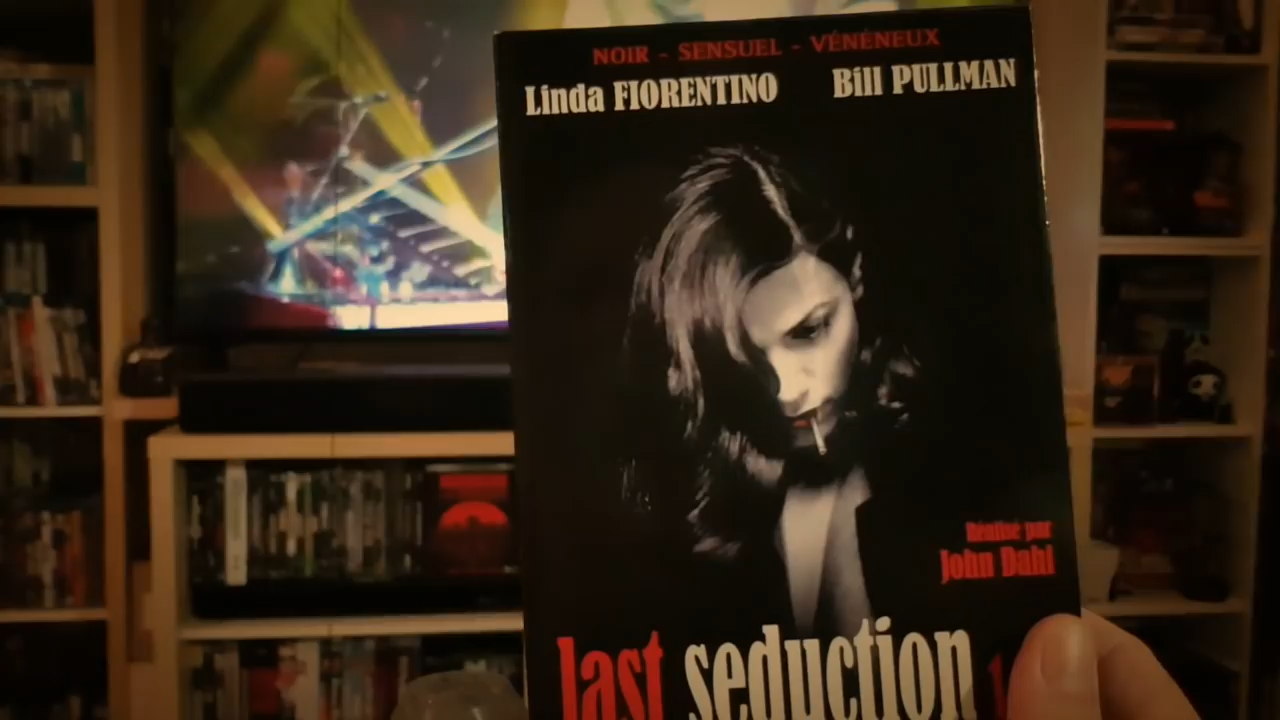 NOIR - SENSUEL - VÉNÉNEUX
Linda FIORENTINO Bill PULLMAN
Réalisé par
John Dahl
last seduction